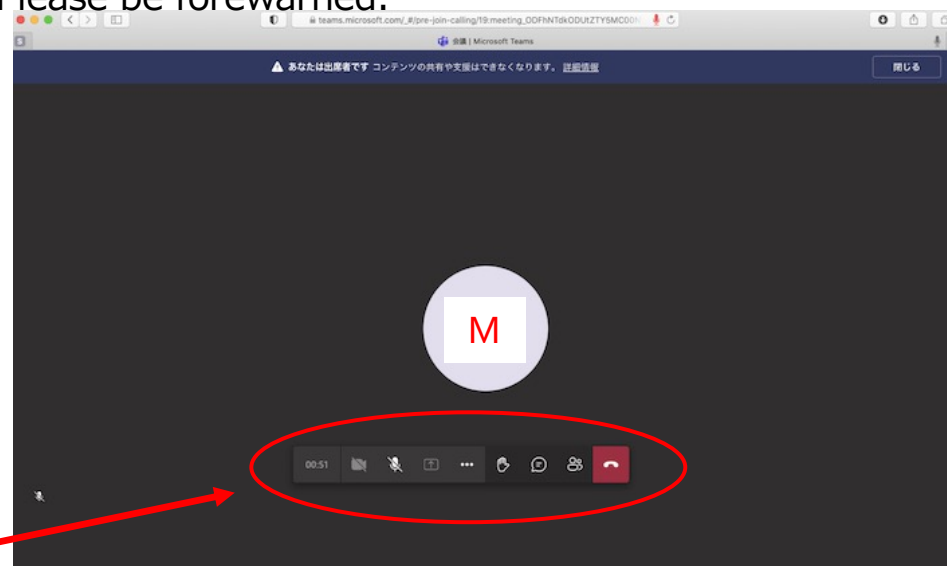 Please be forewarned.
teams.microsoft.com/_#/pre-join-calling/19:meeting_ODFhNTdkODUtZTY5MC00N
S
会議 | Microsoft Teams
あなたは出席者です コンテンツの共有や支援はできなくなります。 詳細情報
閉じる
M
00:51